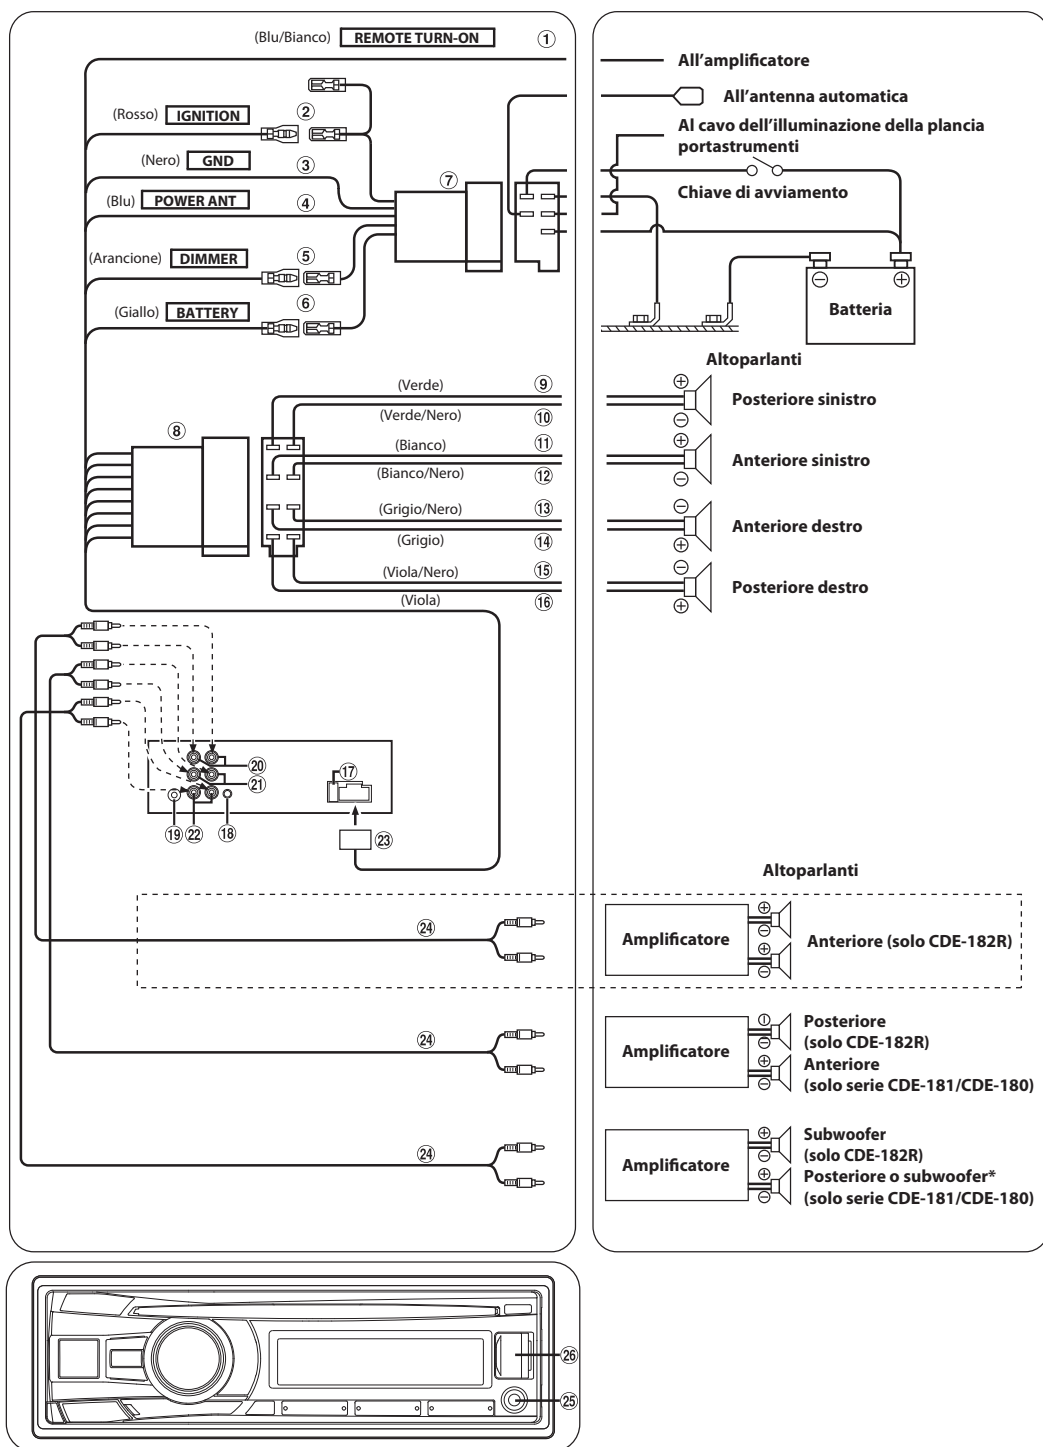 (Blu/Bianco) REMOTE TURN-ON ①
All'amplificatore
All'antenna automatica
(Rosso) IGNITION ②
Al cavo dell'illuminazione della plancia
portastrumenti
(Nero) GND ③
⑦
Chiave di avviamento
(Blu) POWER ANT ④
(Arancione) DIMMER ⑤
(Giallo) BATTERY ⑥
Batteria
Altoparlanti
(Verde) ⑨
Posteriore sinistro
(Verde/Nero) ⑩
⑧
(Bianco) ⑪
Anteriore sinistro
(Bianco/Nero) ⑫
(Grigio/Nero) ⑬
Anteriore destro
(Grigio) ⑭
(Viola/Nero) ⑮
Posteriore destro
(Viola) ⑯
⑳
⑰
㉑
⑲ ㉒ ⑱
㉓
Altoparlanti
㉔
Amplificatore
Anteriore (solo CDE-182R)
㉔
Amplificatore
Posteriore
(solo CDE-182R)
Anteriore
(solo serie CDE-181/CDE-180)
㉔
Amplificatore
Subwoofer
(solo CDE-182R)
Posteriore o subwoofer*
(solo serie CDE-181/CDE-180)
㉖
㉕